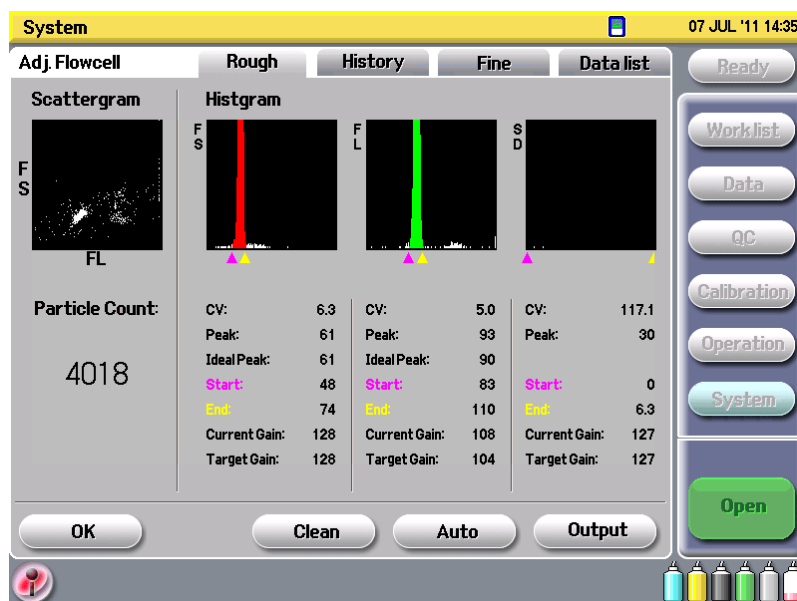 System
07 JUL '11 14:35
Adj. Flowcell
Rough
History
Fine
Data list
Ready
Scattergram
Histgram
FS
FL
FS
FL
SD
Particle Count:
4018
CV: 6.3
Peak: 61
Ideal Peak: 61
Start: 48
End: 74
Current Gain: 128
Target Gain: 128
CV: 5.0
Peak: 93
Ideal Peak: 90
Start: 83
End: 110
Current Gain: 108
Target Gain: 104
CV: 117.1
Peak: 30
Start: 0
End: 6.3
Current Gain: 127
Target Gain: 127
Worklist
Data
QC
Calibration
Operation
System
Open
OK
Clean
Auto
Output